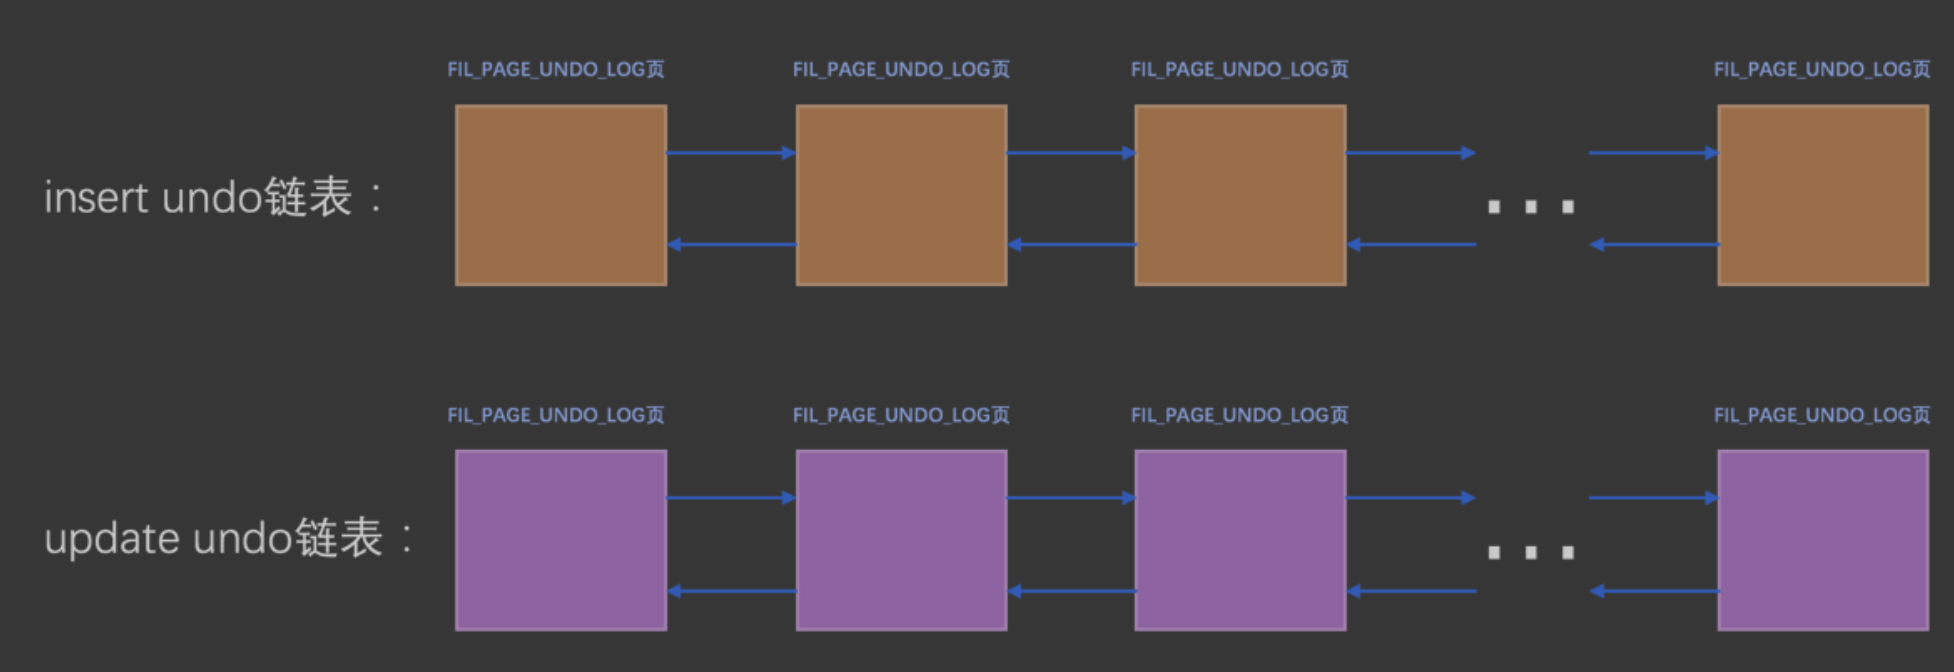 FIL_PAGE_UNDO_LOG页 FIL_PAGE_UNDO_LOG页 FIL_PAGE_UNDO_LOG页 FIL_PAGE_UNDO_LOG页
insert undo链表：
...
FIL_PAGE_UNDO_LOG页 FIL_PAGE_UNDO_LOG页 FIL_PAGE_UNDO_LOG页 FIL_PAGE_UNDO_LOG页
update undo链表：
...